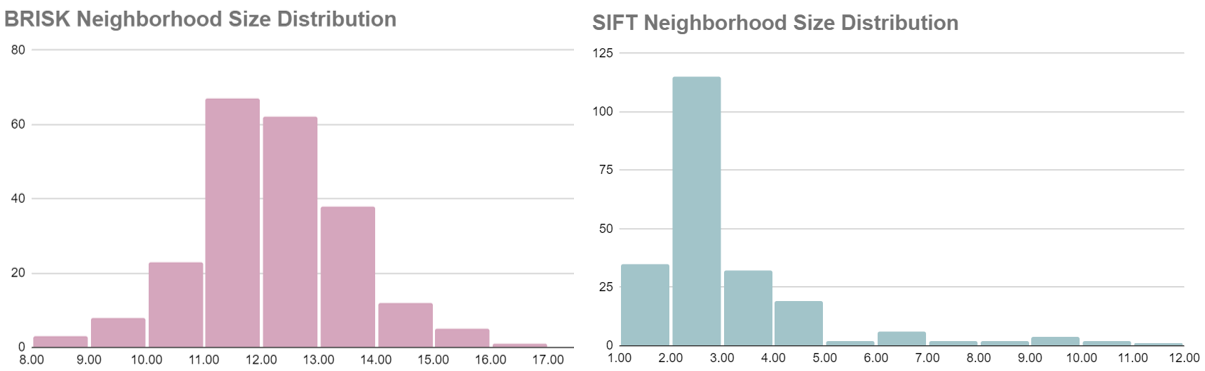 BRISK Neighborhood Size Distribution
80
60
40
20
0
8.00 9.00 10.00 11.00 12.00 13.00 14.00 15.00 16.00 17.00
SIFT Neighborhood Size Distribution
125
100
75
50
25
0
1.00 2.00 3.00 4.00 5.00 6.00 7.00 8.00 9.00 10.00 11.00 12.00